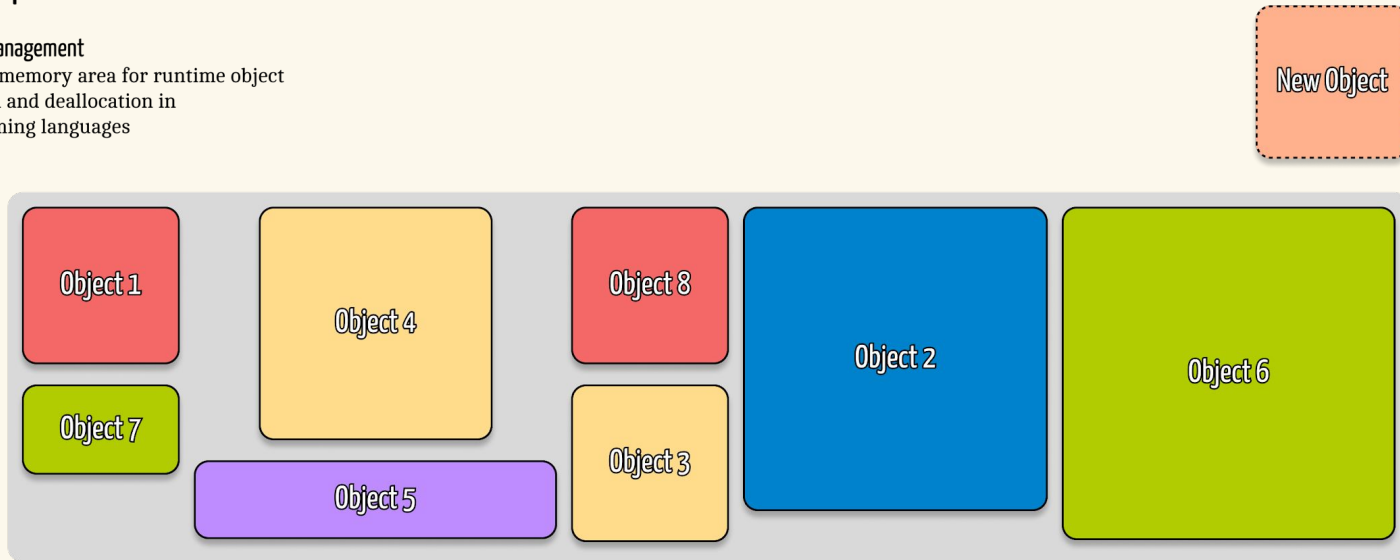 anagement
memory area for runtime object
and deallocation in
ming languages
New Object
Object 1
Object 4
Object 8
Object 2
Object 6
Object 7
Object 3
Object 5